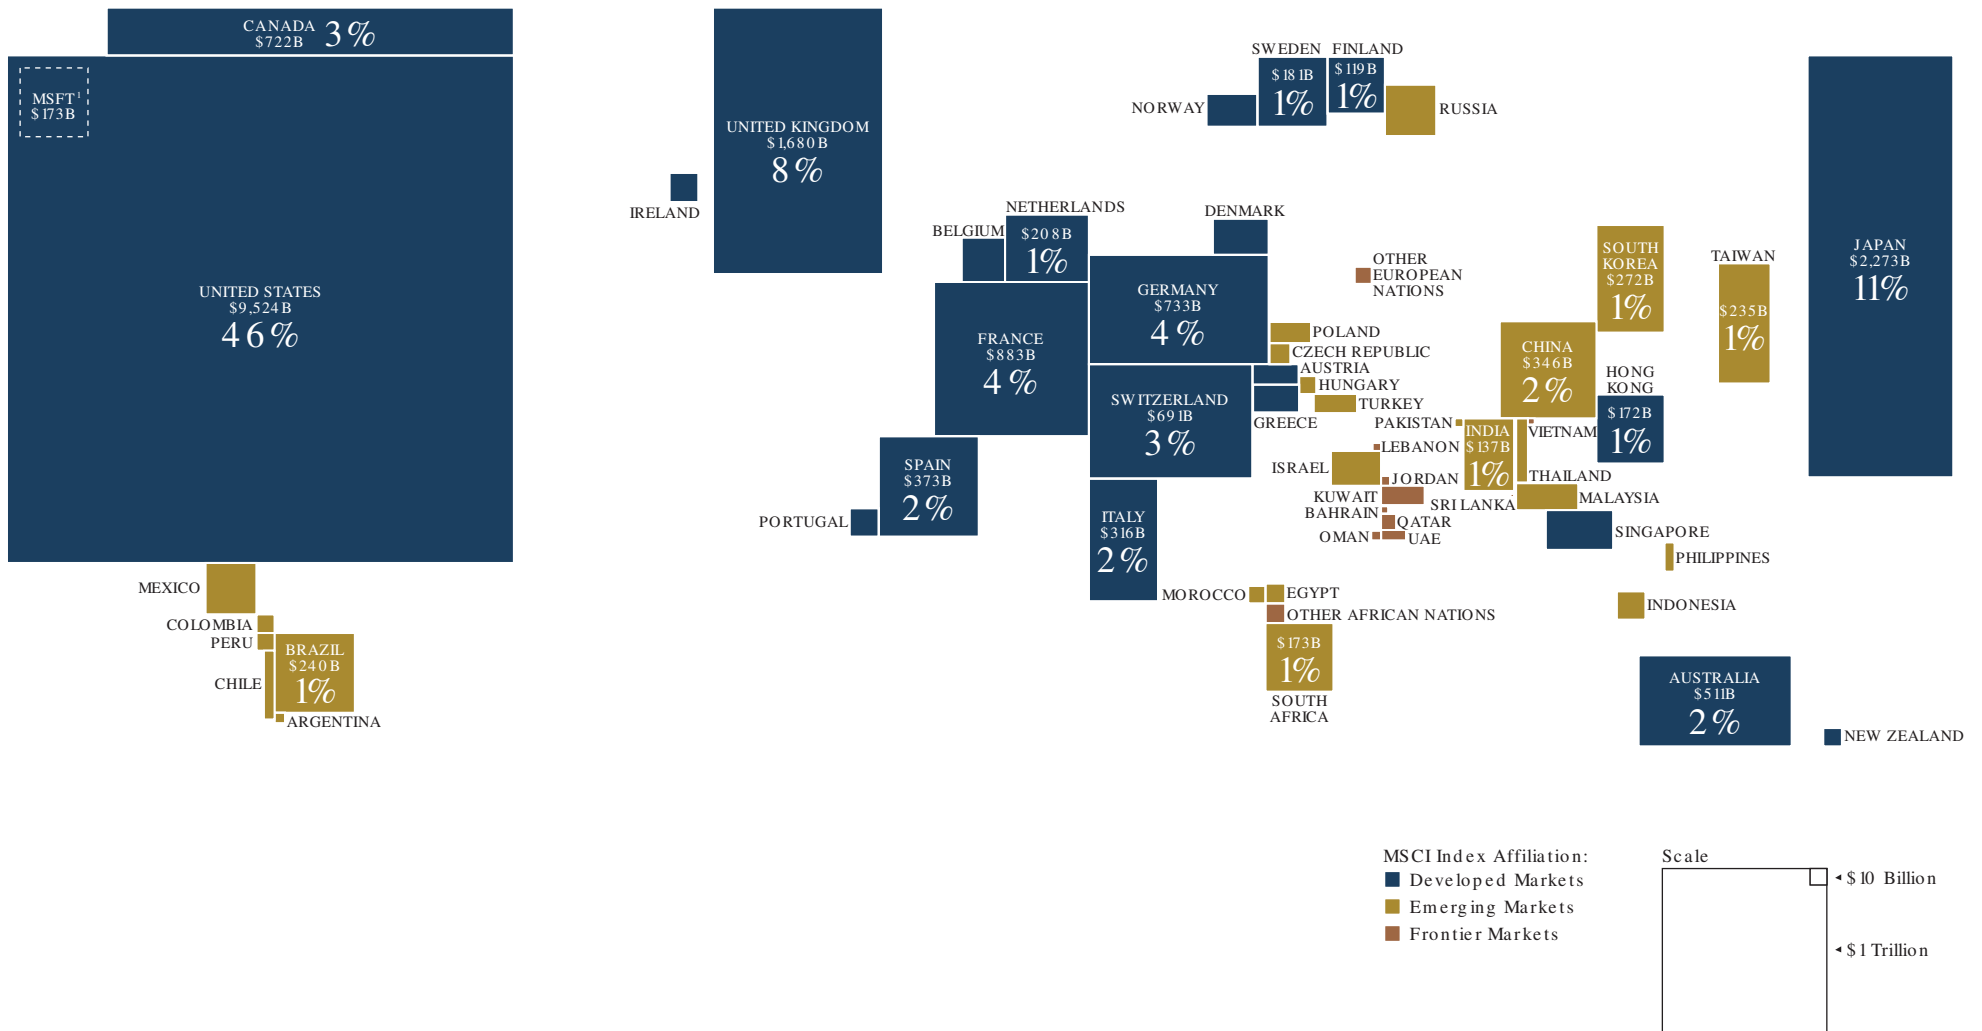 CANADA
$722B
3%
MSFT¹
$173B
UNITED STATES
$9,524B
46%
MEXICO
COLOMBIA
PERU
BRAZIL
$240B
1%
CHILE
ARGENTINA
UNITED KINGDOM
$1,680B
8%
IRELAND
SWEDEN
$181B
1%
FINLAND
$119B
1%
NORWAY
RUSSIA
NETHERLANDS
$208B
1%
BELGIUM
DENMARK
GERMANY
$733B
4%
FRANCE
$883B
4%
OTHER
EUROPEAN
NATIONS
POLAND
CZECH REPUBLIC
AUSTRIA
HUNGARY
TURKEY
GREECE
SWITZERLAND
$691B
3%
SPAIN
$373B
2%
PORTUGAL
ITALY
$316B
2%
LEBANON
ISRAEL
JORDAN
KUWAIT
BAHRAIN
QATAR
OMAN
UAE
MOROCCO
EGYPT
OTHER AFRICAN NATIONS
$173B
1%
SOUTH
AFRICA
SOUTH
KOREA
$272B
1%
TAIWAN
$235B
1%
JAPAN
$2,273B
11%
CHINA
$346B
2%
HONG
KONG
$172B
1%
PAKISTAN
INDIA
$137B
1%
VIETNAM
THAILAND
SRI LANKA
MALAYSIA
SINGAPORE
PHILIPPINES
INDONESIA
AUSTRALIA
$511B
2%
NEW ZEALAND
MSCI Index Affiliation:
Developed Markets
Emerging Markets
Frontier Markets
Scale
$10 Billion
$1 Trillion